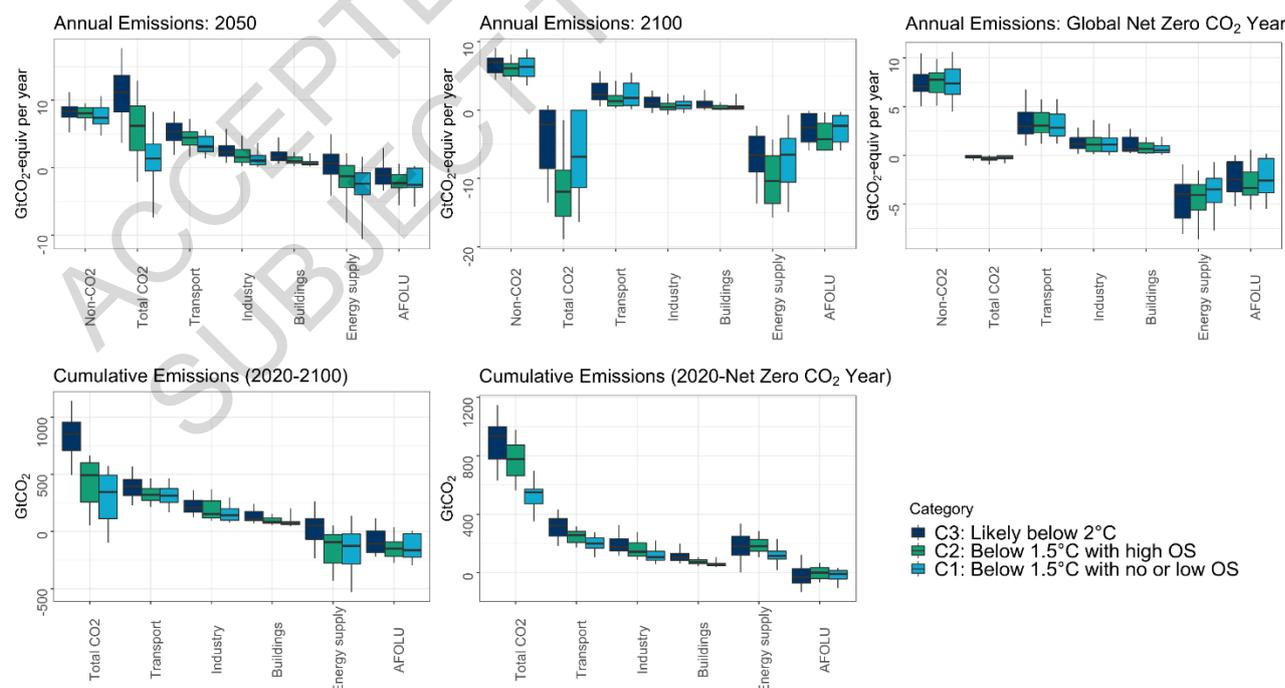 Annual Emissions: 2050
GtCO2-equiv per year
10
0
-10
Non-CO2
Total CO2
Transport
Industry
Buildings
Energy supply
AFOLU
Annual Emissions: 2100
GtCO2-equiv per year
10
0
-10
-20
Non-CO2
Total CO2
Transport
Industry
Buildings
Energy supply
AFOLU
Annual Emissions: Global Net Zero CO2 Year
GtCO2-equiv per year
10
5
0
-5
Non-CO2
Total CO2
Transport
Industry
Buildings
Energy supply
AFOLU
Cumulative Emissions (2020-2100)
GtCO2
1000
500
0
-500
Total CO2
Transport
Industry
Buildings
Energy supply
AFOLU
Cumulative Emissions (2020-Net Zero CO2 Year)
GtCO2
1200
800
400
0
Total CO2
Transport
Industry
Buildings
Energy supply
AFOLU
Category
C3: Likely below 2°C
C2: Below 1.5°C with high OS
C1: Below 1.5°C with no or low OS
ACCEPT
SUBJECT